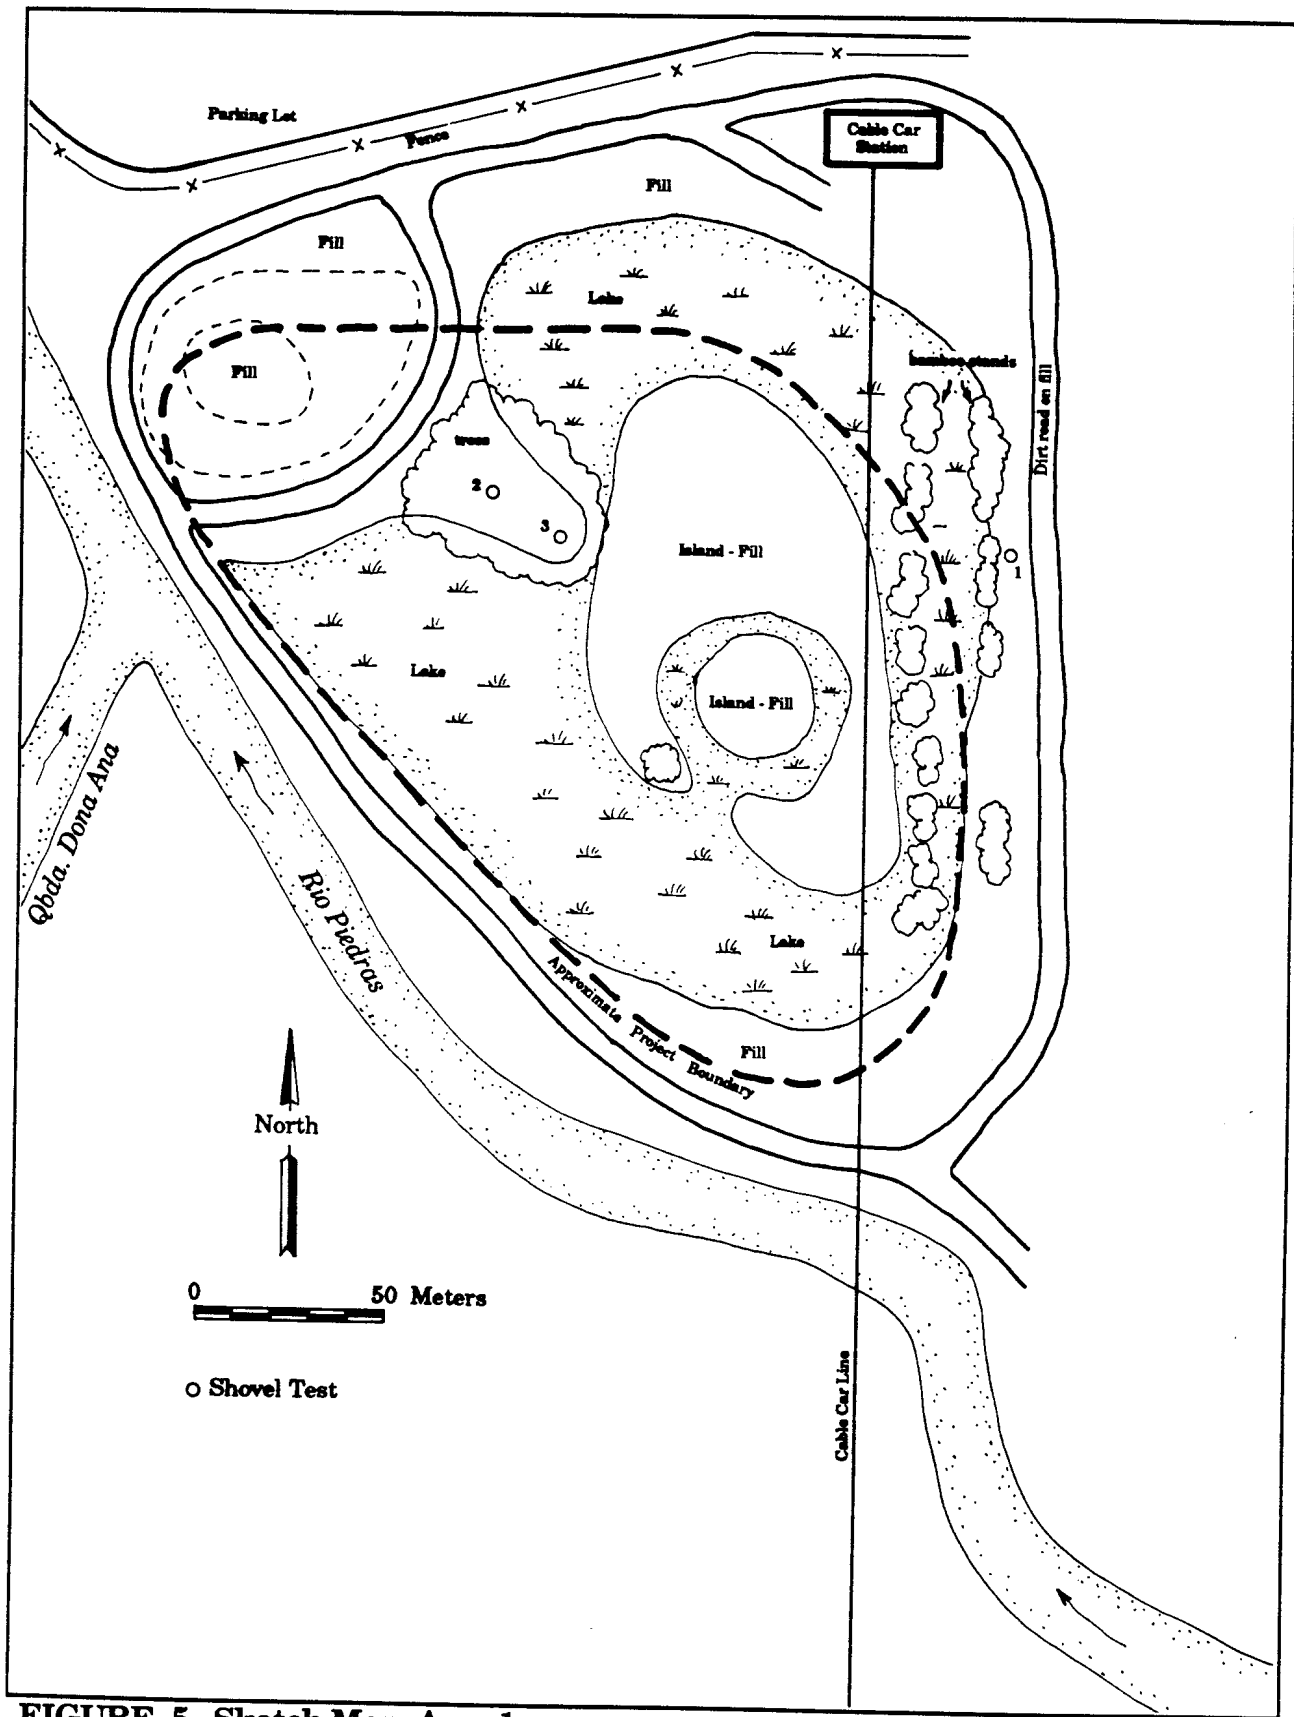 Parking Lot
Fence
Cable Car
Station
Fill
Fill
Lake
bamboo stands
Fill
Dirt road on fill
trees
2
3
Island - Fill
1
Lake
Island - Fill
Qbda. Dona Ana
Rio Piedras
Lake
Approximate Project Boundary
Fill
North
0 50 Meters
Shovel Test
Cable Car Line
FIGURE 5. Sketch Map, Area 1